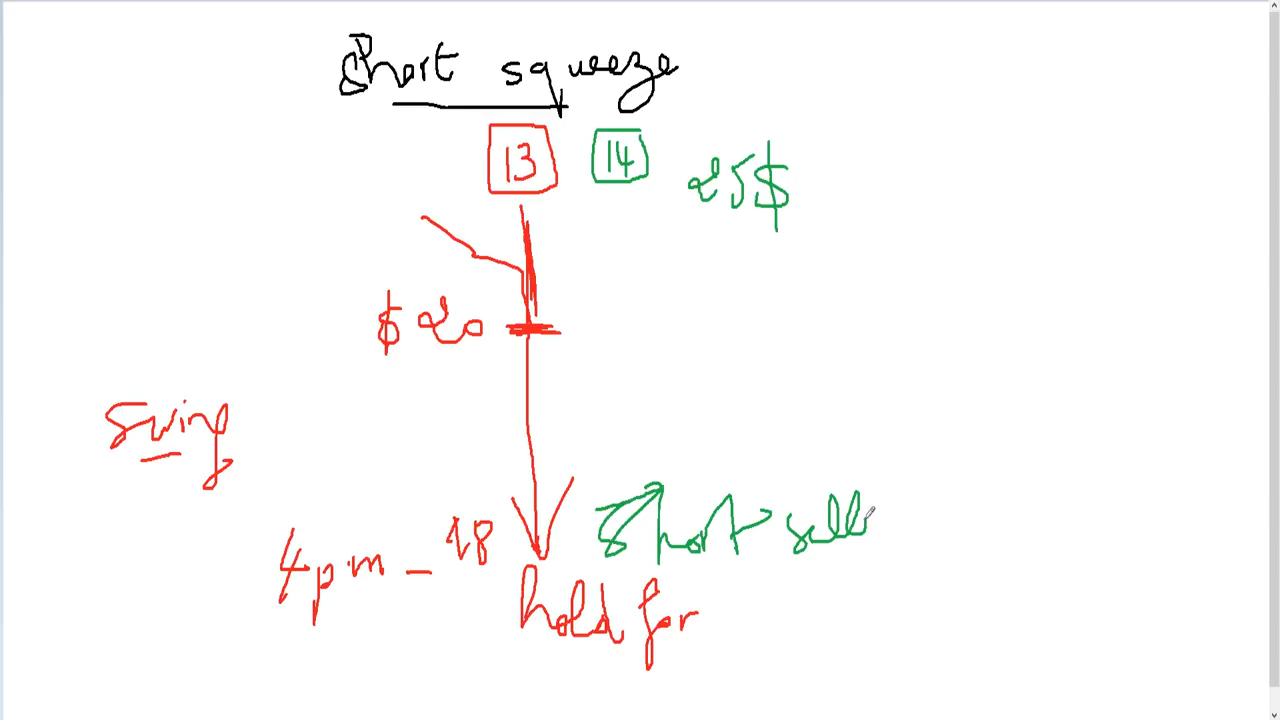 short squeeze
13 14
25$
$20
swing
short sell
4pm - 18
hold for